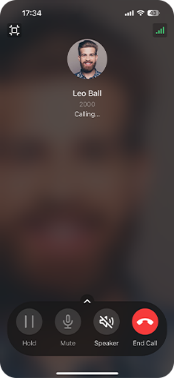 17:34
Leo Ball
2000
Calling...
Hold
Mute
Speaker
End Call